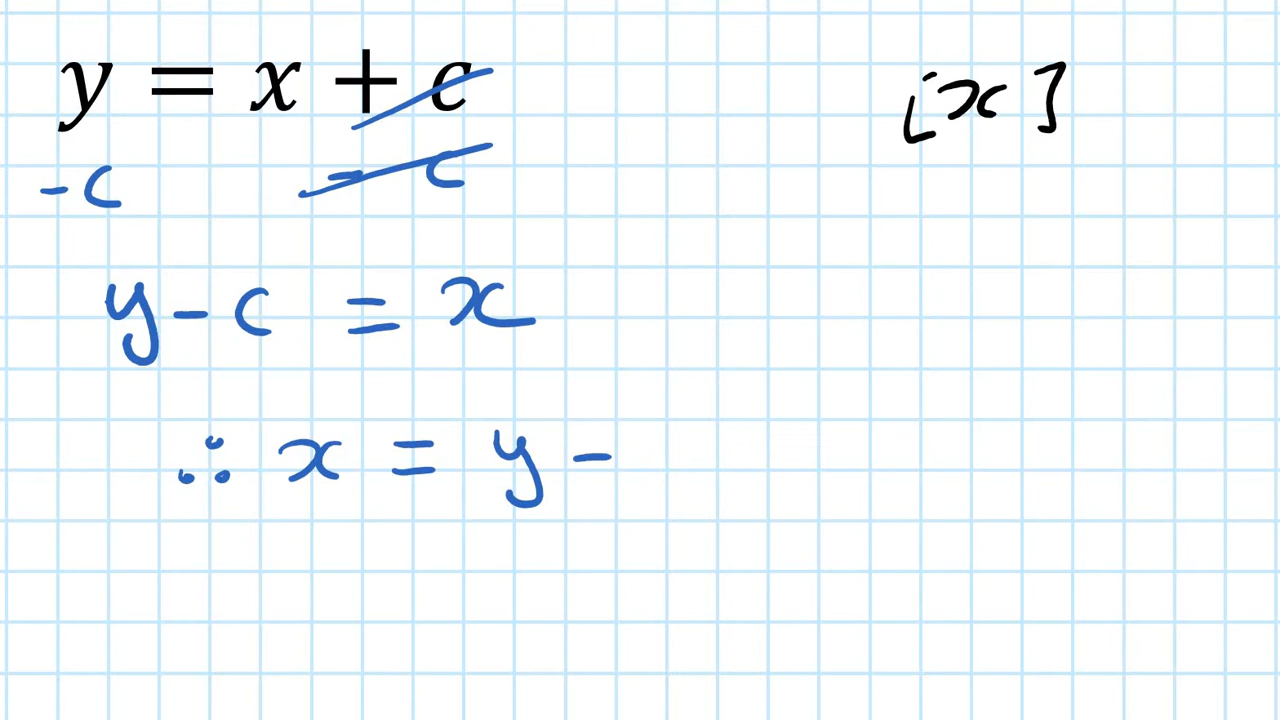 y = x + c [x]
- c - c
y - c = x
∴ x = y -